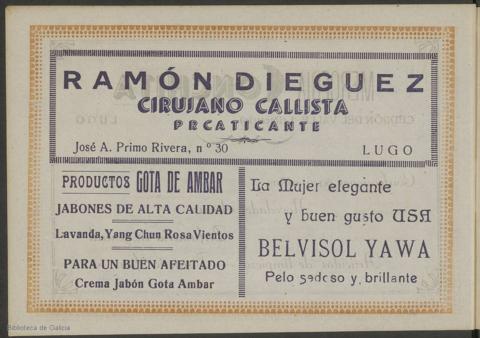 RAMÓN DIEGUEZ
CIRUJANO CALLISTA
PRCATICANTE
José A. Primo Rivera, n º 30
LUGO
PRODUCTOS GOTA DE AMBAR
JABONES DE ALTA CALIDAD
Lavanda, Yang Chun Rosa Vientos
PARA UN BUEN AFEITADO
Crema Jabón Gota Ambar
La Mujer elegante
y buen gusto USA
BELVISOL YAWA
Pelo sedoso y, brillante
Biblioteca de Galicia